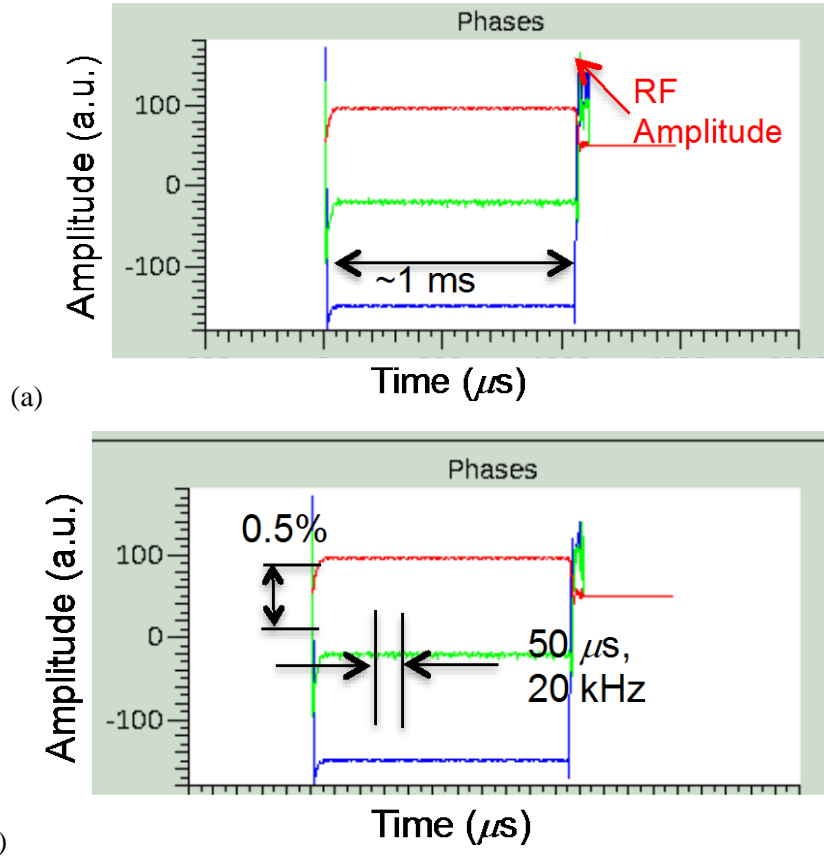 Phases
Amplitude (a.u.)
100
0
-100
RF
Amplitude
~1 ms
Time (μs)
(a)
Phases
Amplitude (a.u.)
100
0
-100
0.5%
50 μs,
20 kHz
Time (μs)
)